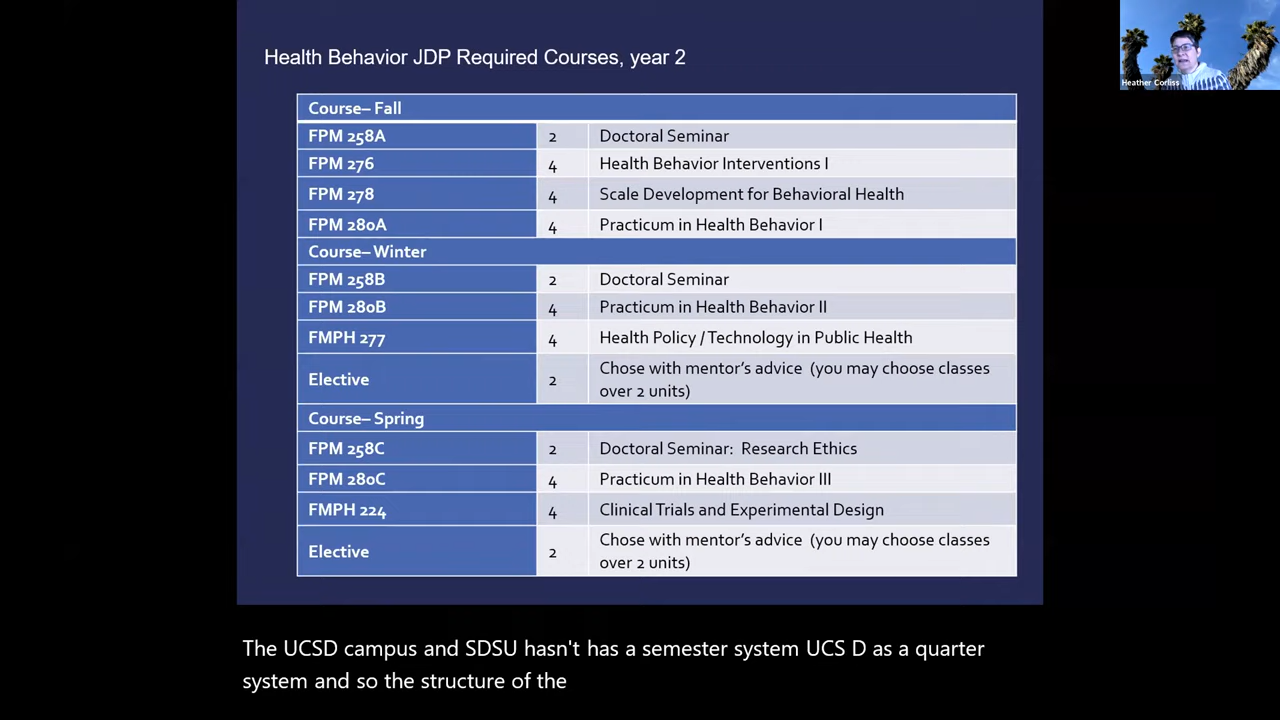 Health Behavior JDP Required Courses, year 2
Heather Corliss
Course– Fall
FPM 258A 2 Doctoral Seminar
FPM 276 4 Health Behavior Interventions I
FPM 278 4 Scale Development for Behavioral Health
FPM 280A 4 Practicum in Health Behavior I
Course– Winter
FPM 258B 2 Doctoral Seminar
FPM 280B 4 Practicum in Health Behavior II
FMPH 277 4 Health Policy / Technology in Public Health
Elective 2 Chose with mentor’s advice (you may choose classes
over 2 units)
Course– Spring
FPM 258C 2 Doctoral Seminar: Research Ethics
FPM 280C 4 Practicum in Health Behavior III
FMPH 224 4 Clinical Trials and Experimental Design
Elective 2 Chose with mentor’s advice (you may choose classes
over 2 units)
The UCSD campus and SDSU hasn't has a semester system UCS D as a quarter
system and so the structure of the